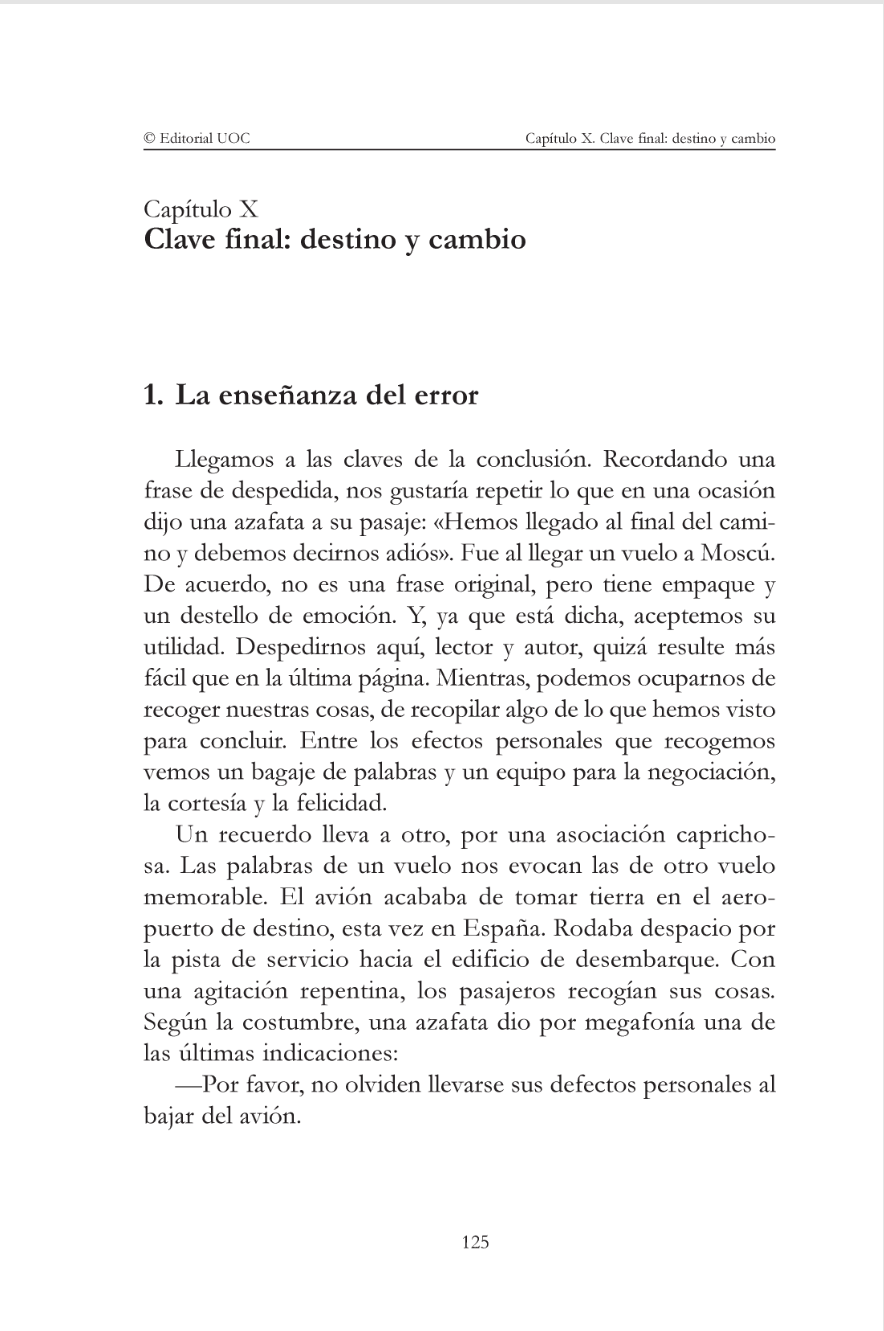 © Editorial UOC Capítulo X. Clave final: destino y cambio
Capítulo X
Clave final: destino y cambio
1. La enseñanza del error
Llegamos a las claves de la conclusión. Recordando una
frase de despedida, nos gustaría repetir lo que en una ocasión
dijo una azafata a su pasaje: «Hemos llegado al final del cami-
no y debemos decirnos adiós». Fue al llegar un vuelo a Moscú.
De acuerdo, no es una frase original, pero tiene empaque y
un destello de emoción. Y, ya que está dicha, aceptemos su
utilidad. Despedirnos aquí, lector y autor, quizá resulte más
fácil que en la última página. Mientras, podemos ocuparnos de
recoger nuestras cosas, de recopilar algo de lo que hemos visto
para concluir. Entre los efectos personales que recogemos
vemos un bagaje de palabras y un equipo para la negociación,
la cortesía y la felicidad.
Un recuerdo lleva a otro, por una asociación capricho-
sa. Las palabras de un vuelo nos evocan las de otro vuelo
memorable. El avión acababa de tomar tierra en el aero-
puerto de destino, esta vez en España. Rodaba despacio por
la pista de servicio hacia el edificio de desembarque. Con
una agitación repentina, los pasajeros recogían sus cosas.
Según la costumbre, una azafata dio por megafonía una de
las últimas indicaciones:
—Por favor, no olviden llevarse sus defectos personales al
bajar del avión.
125